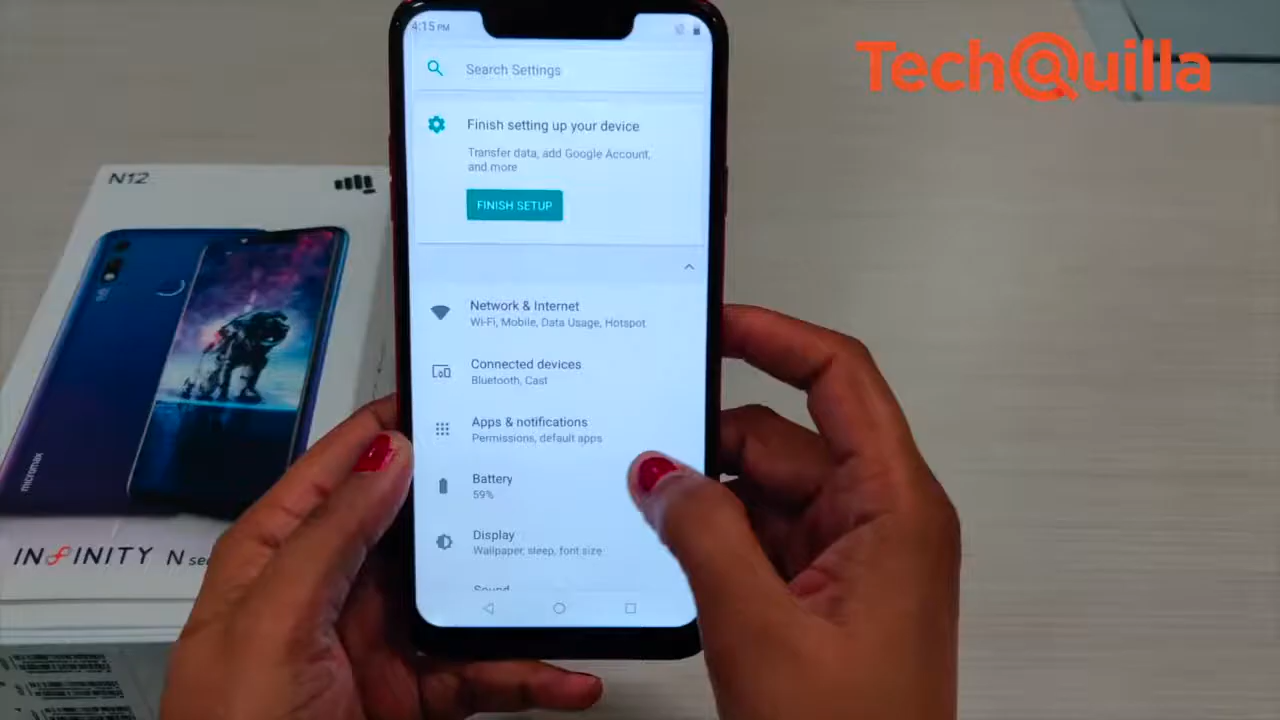 4:15 PM
TechQuilla
Search Settings
Finish setting up your device
Transfer data, add Google Account,
and more
FINISH SETUP
N12
Network & Internet
Wi-Fi, Mobile, Data Usage, Hotspot
Connected devices
Bluetooth, Cast
Apps & notifications
Permissions, default apps
Battery
59%
Display
Wallpaper, sleep, font size
Sound
micromax
INFINITY N